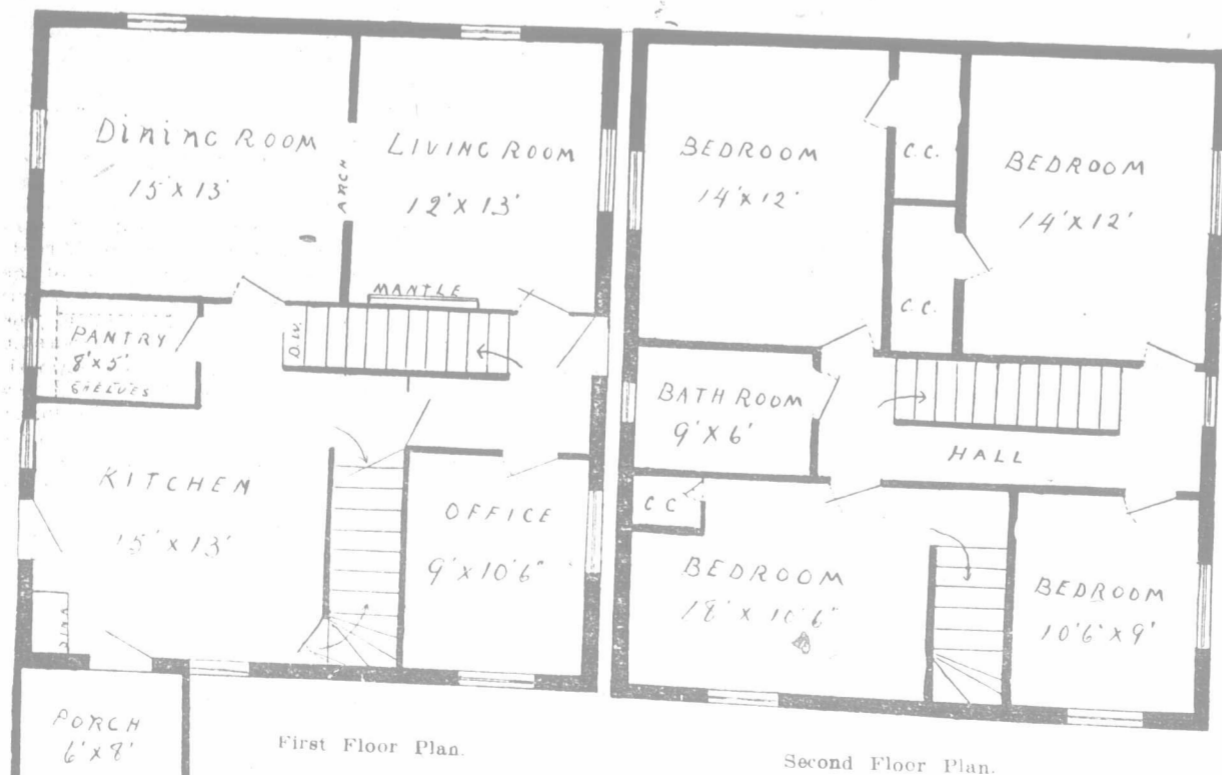 DINING ROOM
15' X 13'
ARCH
LIVING ROOM
12' X 13'
MANTLE
PANTRY
8' X 5'
SHELVES
KITCHEN
15' X 13'
SINK
OFFICE
9' X 10'6"
PORCH
6' X 8'
First Floor Plan.
BEDROOM
14' X 12'
C.C.
BEDROOM
14' X 12'
C.C.
BATH ROOM
9' X 6'
HALL
C C
BEDROOM
18' X 10'6"
BEDROOM
10'6" X 9'
Second Floor Plan.